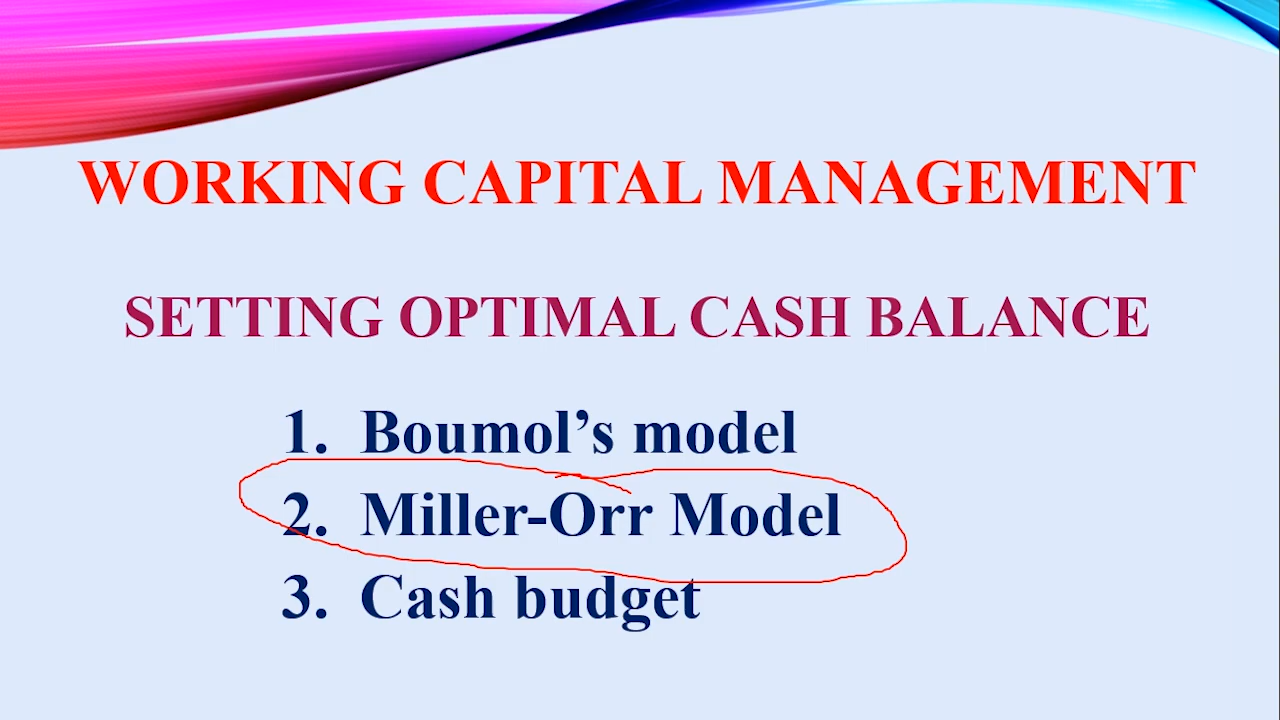 WORKING CAPITAL MANAGEMENT
SETTING OPTIMAL CASH BALANCE
1. Boumol’s model
2. Miller-Orr Model
3. Cash budget